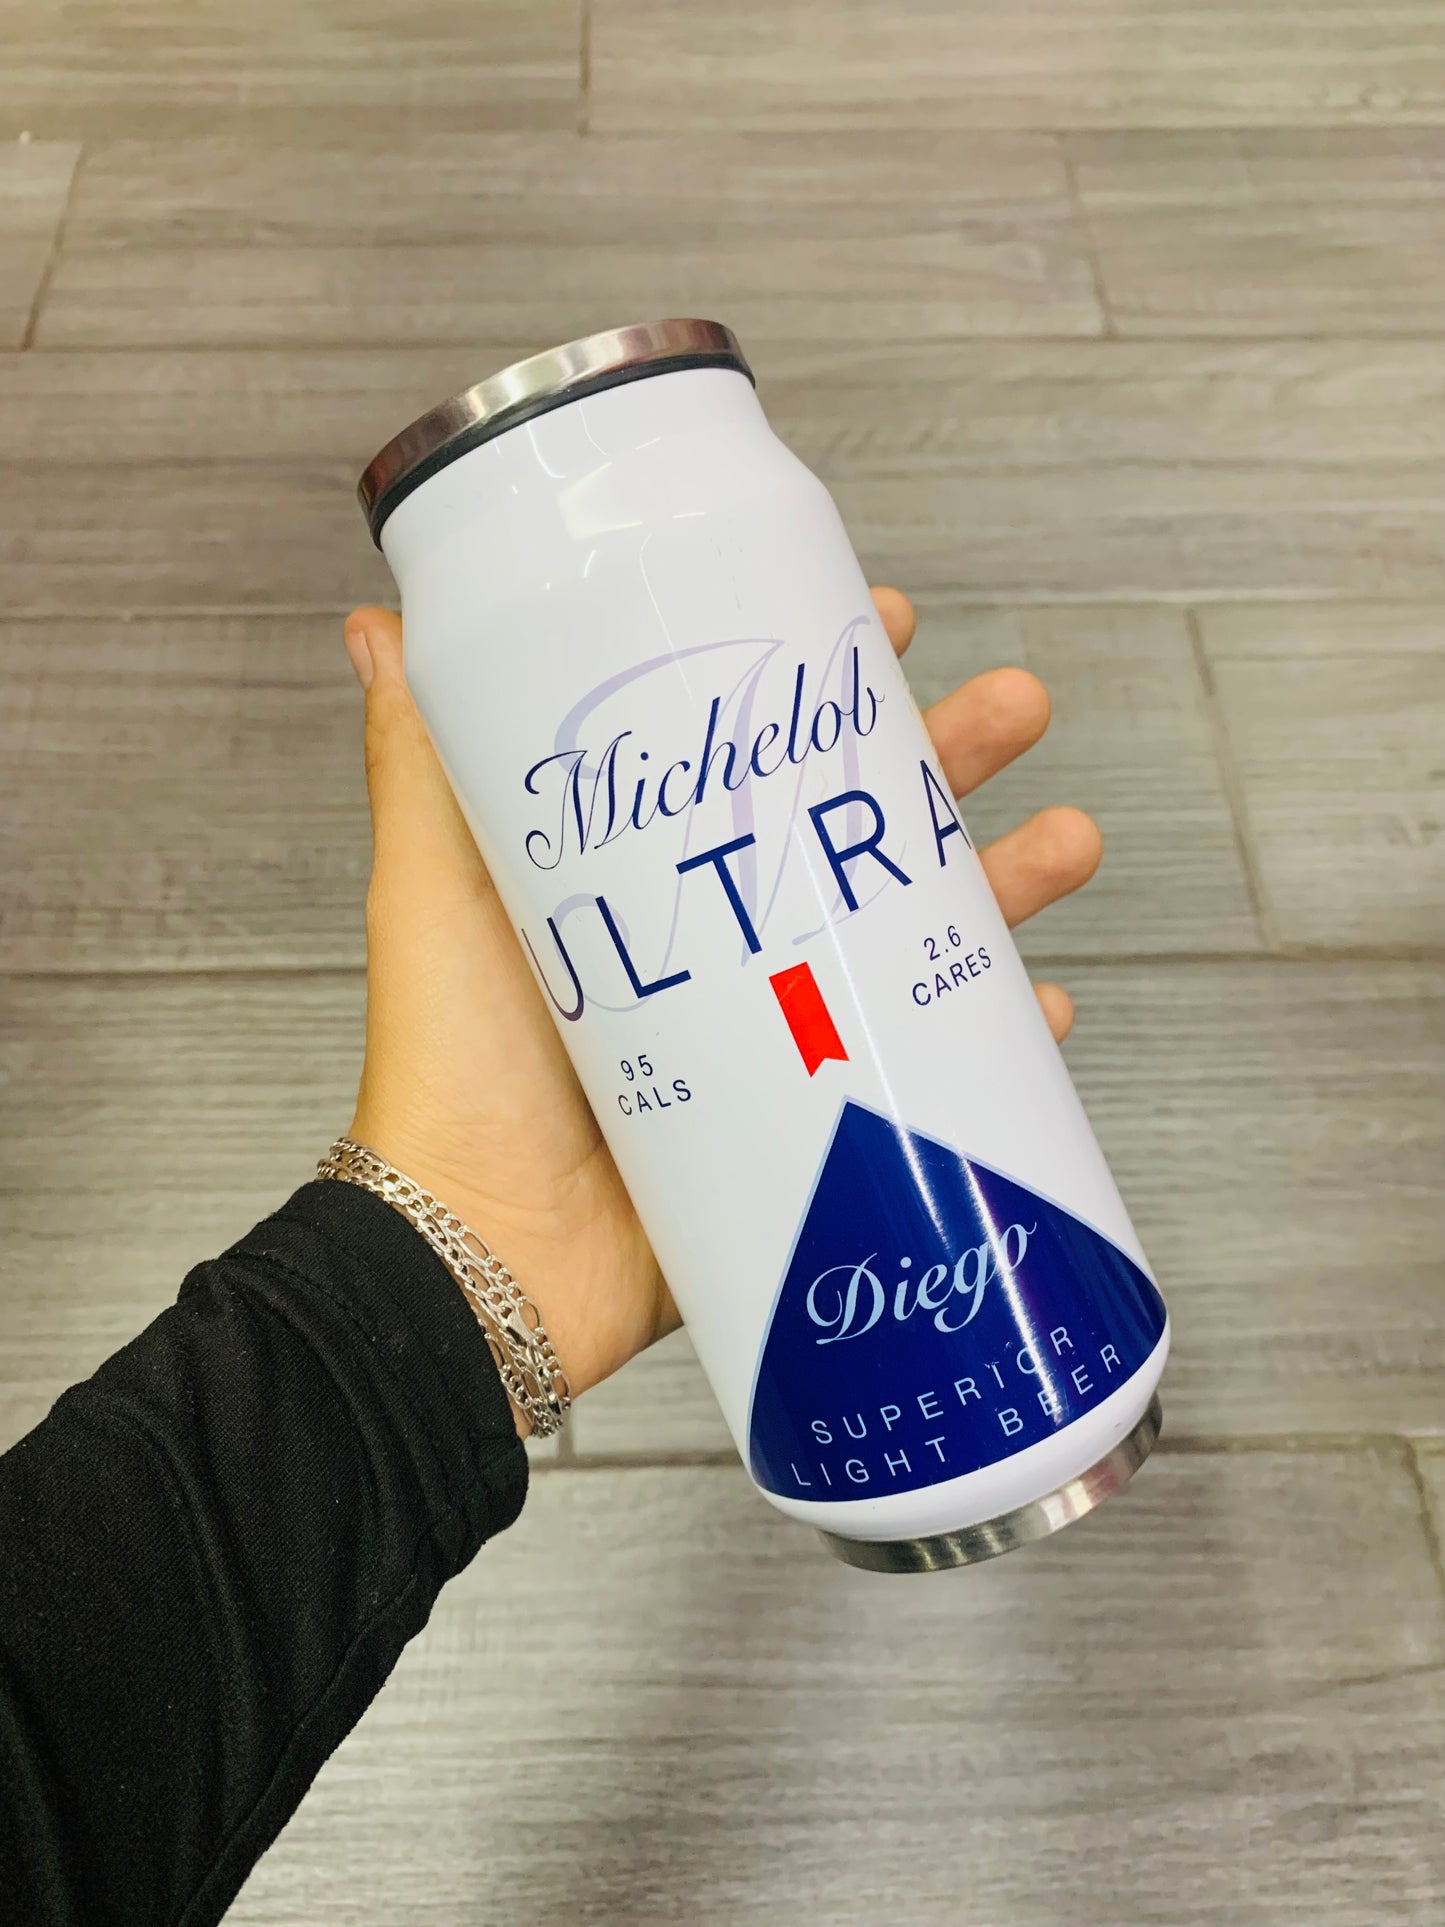 Michelob
ULTRA
95
CALS
2.6
CARES
Diego
SUPERIOR
LIGHT BEER